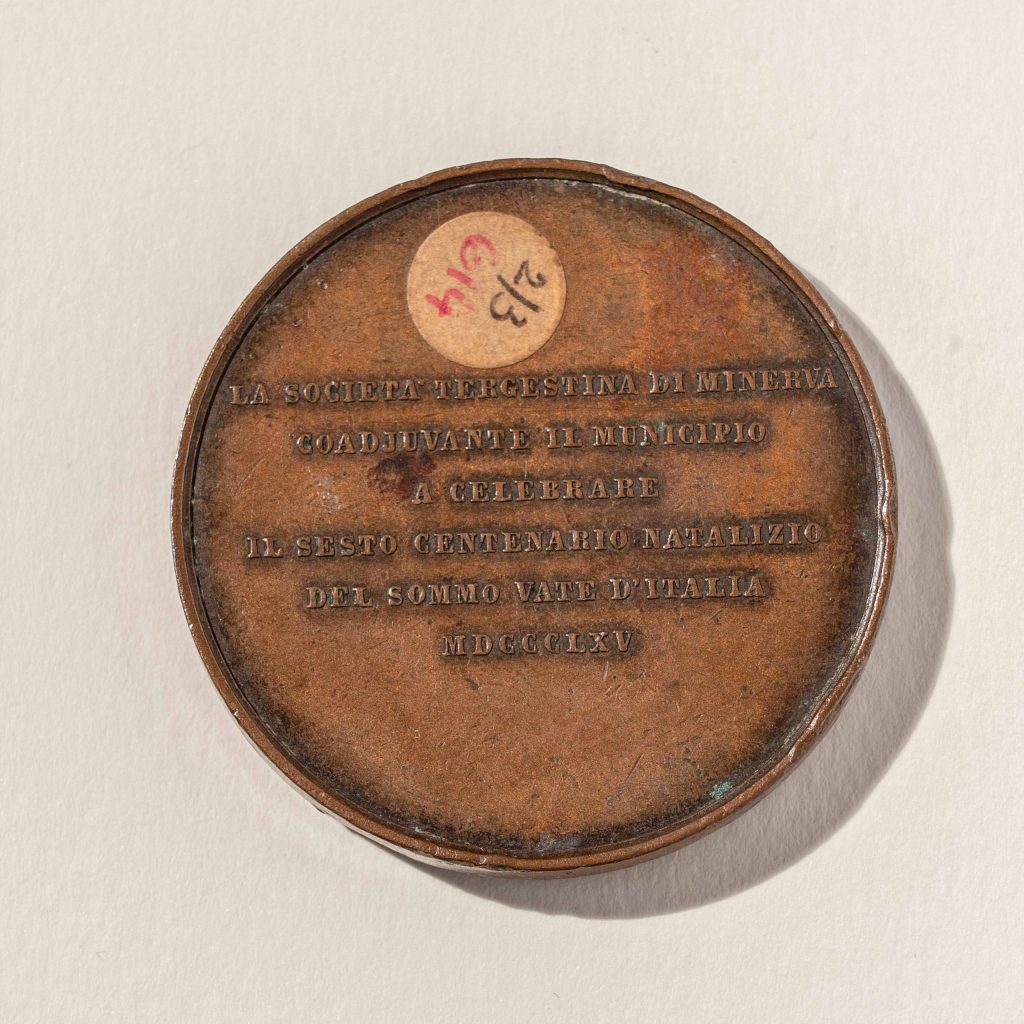 2/3
G14
LA SOCIETA' TERGESTINA DI MINERVA
COADJUVANTE IL MUNICIPIO
A CELEBRARE
IL SESTO CENTENARIO NATALIZIO
DEL SOMMO VATE D'ITALIA
MDCCCLXV